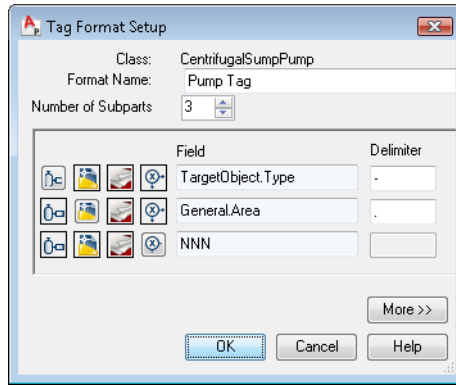 Tag Format Setup
Class: CentrifugalSumpPump
Format Name: Pump Tag
Number of Subparts 3
Field Delimiter
TargetObject.Type -
General.Area .
NNN
More >>
OK Cancel Help